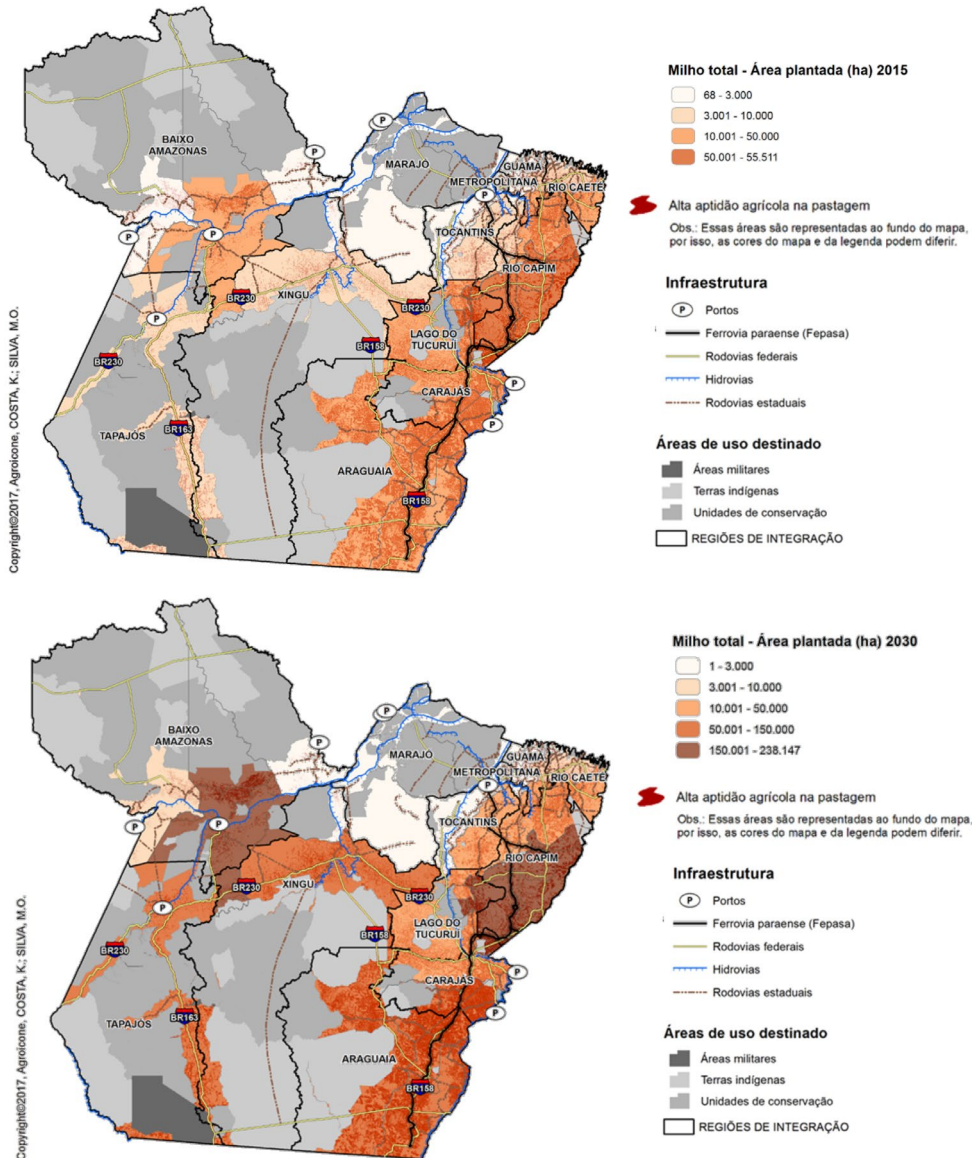 Milho total - Área plantada (ha) 2015
68 - 3.000
3.001 - 10.000
10.001 - 50.000
50.001 - 55.511
Alta aptidão agrícola na pastagem
Obs.: Essas áreas são representadas ao fundo do mapa,
por isso, as cores do mapa e da legenda podem diferir.
Infraestrutura
P Portos
Ferrovia paraense (Fepasa)
Rodovias federais
Hidrovias
Rodovias estaduais
Áreas de uso destinado
Áreas militares
Terras indígenas
Unidades de conservação
REGIÕES DE INTEGRAÇÃO
BAIXO
AMAZONAS
P
P
MARAJÓ
GUAMÁ
METROPOLITANA
RIO CAETÉ
P
TOCANTINS
P
P
RIO CAPIM
XINGU
BR230
BR230
P
LAGO DO
TUCURUÍ
BR158
BR230
CARAJÁS
P
P
TAPAJÓS
BR163
ARAGUAIA
BR158
Copyright©2017, Agroicone, COSTA, K.; SILVA, M.O.
Milho total - Área plantada (ha) 2030
1 - 3.000
3.001 - 10.000
10.001 - 50.000
50.001 - 150.000
150.001 - 238.147
Alta aptidão agrícola na pastagem
Obs.: Essas áreas são representadas ao fundo do mapa,
por isso, as cores do mapa e da legenda podem diferir.
Infraestrutura
P Portos
Ferrovia paraense (Fepasa)
Rodovias federais
Hidrovias
Rodovias estaduais
Áreas de uso destinado
Áreas militares
Terras indígenas
Unidades de conservação
REGIÕES DE INTEGRAÇÃO
BAIXO
AMAZONAS
P
P
MARAJÓ
GUAMÁ
METROPOLITANA
RIO CAETÉ
P
TOCANTINS
P
P
RIO CAPIM
XINGU
BR230
BR230
P
LAGO DO
TUCURUÍ
BR158
BR230
CARAJÁS
P
P
TAPAJÓS
BR163
ARAGUAIA
BR158
Copyright©2017, Agroicone, COSTA, K.; SILVA, M.O.